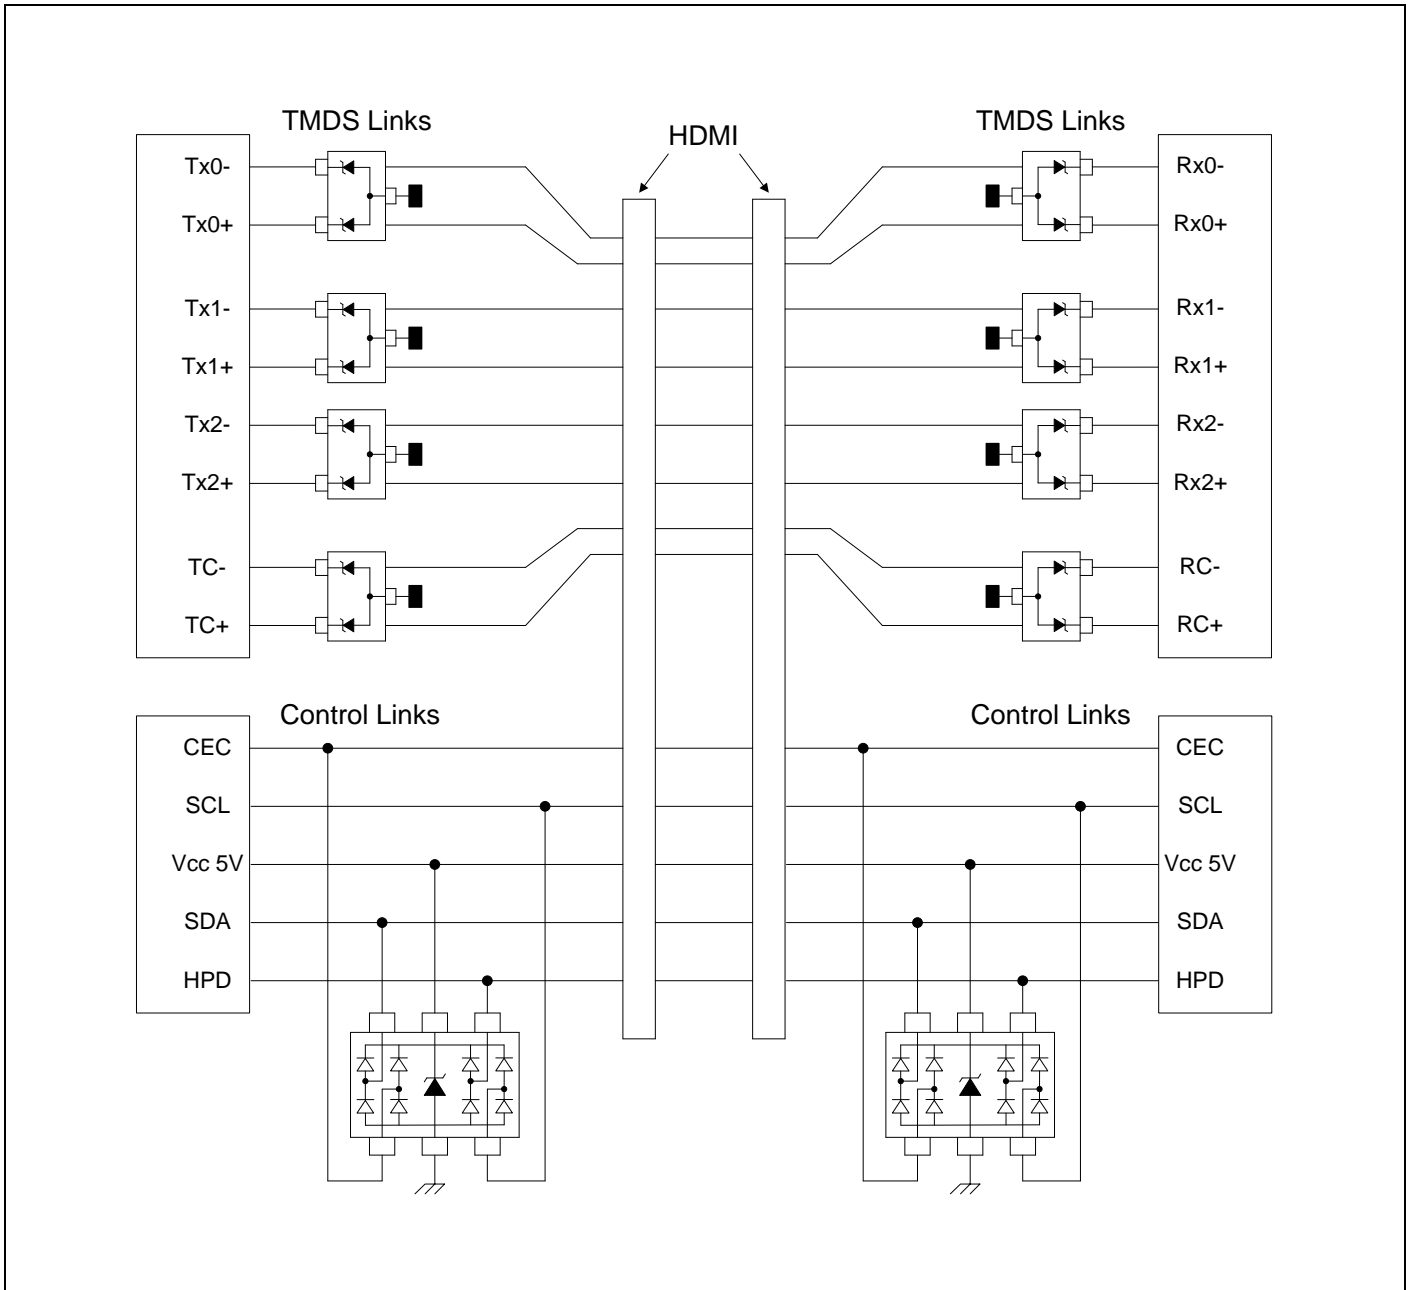 TMDS Links
HDMI
TMDS Links
Tx0-
Tx0+
Tx1-
Tx1+
Tx2-
Tx2+
TC-
TC+
Rx0-
Rx0+
Rx1-
Rx1+
Rx2-
Rx2+
RC-
RC+
Control Links
Control Links
CEC
SCL
Vcc 5V
SDA
HPD
CEC
SCL
Vcc 5V
SDA
HPD